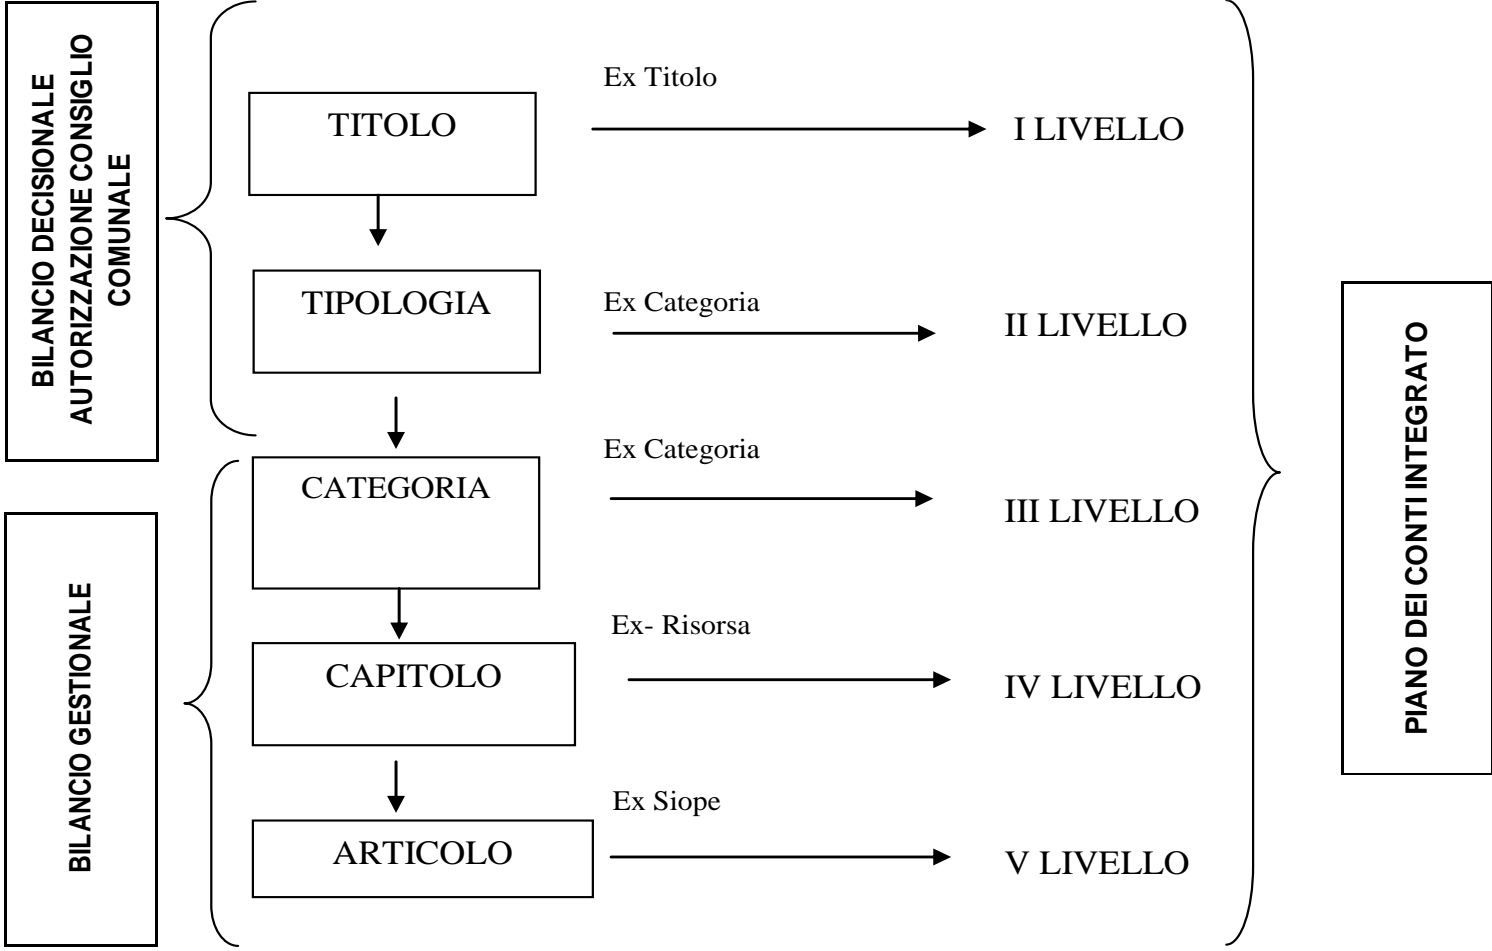 BILANCIO DECISIONALE
AUTORIZZAZIONE CONSIGLIO
COMUNALE
TITOLO
Ex Titolo
I LIVELLO
TIPOLOGIA
Ex Categoria
II LIVELLO
CATEGORIA
Ex Categoria
III LIVELLO
BILANCIO GESTIONALE
CAPITOLO
Ex- Risorsa
IV LIVELLO
ARTICOLO
Ex Siope
V LIVELLO
PIANO DEI CONTI INTEGRATO